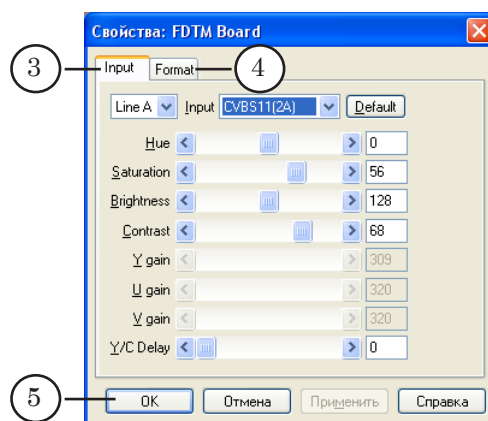 Свойства: FDTM Board
3
Input
Format
4
Line A
Input
CVBS11(2A)
Default
Hue
0
Saturation
56
Brightness
128
Contrast
68
Y gain
309
U gain
320
V gain
320
Y/C Delay
0
5
OK
Отмена
Применить
Справка